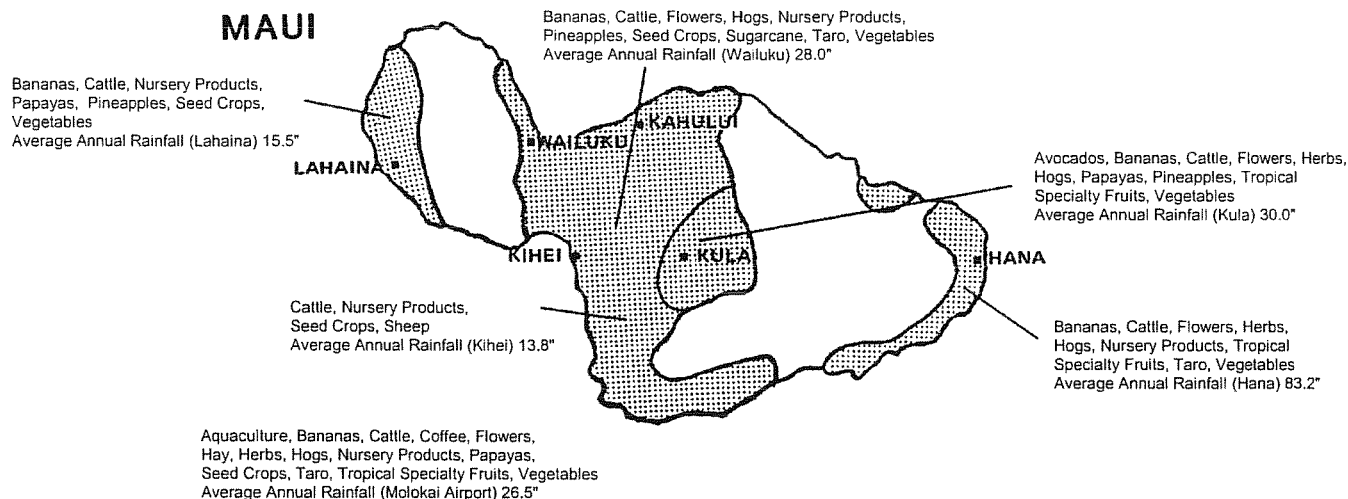 MAUI
Bananas, Cattle, Flowers, Hogs, Nursery Products,
Pineapples, Seed Crops, Sugarcane, Taro, Vegetables
Average Annual Rainfall (Wailuku) 28.0"
Bananas, Cattle, Nursery Products,
Papayas, Pineapples, Seed Crops,
Vegetables
Average Annual Rainfall (Lahaina) 15.5"
KAHULUI
WAILUKU
LAHAINA
Avocados, Bananas, Cattle, Flowers, Herbs,
Hogs, Papayas, Pineapples, Tropical
Specialty Fruits, Vegetables
Average Annual Rainfall (Kula) 30.0"
KIHEI
KULA
HANA
Cattle, Nursery Products,
Seed Crops, Sheep
Average Annual Rainfall (Kihei) 13.8"
Bananas, Cattle, Flowers, Herbs,
Hogs, Nursery Products, Tropical
Specialty Fruits, Taro, Vegetables
Average Annual Rainfall (Hana) 83.2"
Aquaculture, Bananas, Cattle, Coffee, Flowers,
Hay, Herbs, Hogs, Nursery Products, Papayas,
Seed Crops, Taro, Tropical Specialty Fruits, Vegetables
Average Annual Rainfall (Molokai Airport) 26.5"